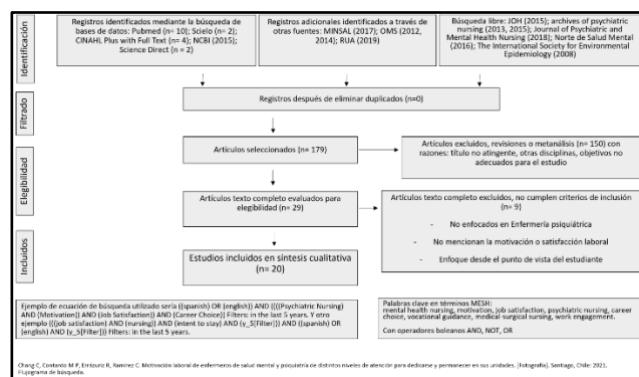 Identificación
Registros identificados mediante la búsqueda de
bases de datos: Pubmed (n= 10); Scielo (n= 2);
CINAHL Plus with Full Text (n= 4); NCBI (2015);
Science Direct (n = 2)
Registros adicionales identificados a través de
otras fuentes: MINSAL (2017); OMS (2012,
2014); RUA (2019)
Búsqueda libre: JOH (2015); archives of psychiatric
nursing (2013, 2015); Journal of Psychiatric and
Mental Health Nursing (2018); Norte de Salud Mental
(2016); The International Society for Environmental
Epidemiology (2008)
Filtrado
Registros después de eliminar duplicados (n=0)
Artículos seleccionados (n= 179)
Artículos excluidos, revisiones o metanálisis (n= 150) con
razones: título no atingente, otras disciplinas, objetivos no
adecuados para el estudio
Elegibilidad
Artículos texto completo evaluados para
elegibilidad (n= 29)
Artículos texto completo excluidos, no cumplen criterios de
inclusión
(n= 9)
- No enfocados en Enfermería psiquiátrica
- No mencionan la motivación o satisfacción laboral
- Enfoque desde el punto de vista del estudiante
Incluidos
Estudios incluidos en síntesis cualitativa
(n= 20)
Ejemplo de ecuación de búsqueda utilizado sería ((spanish) OR (english)) AND ((((Psychiatric Nursing)
AND (Motivation)) AND (Job Satisfaction)) AND (Career Choice)) Filters: in the last 5 years. Y otro
ejemplo (((job satisfaction) AND (nursing)) AND (intent to stay) AND (y_5[Filter])) AND ((spanish) OR
(english) AND (y_5[Filter])) Filters: in the last 5 years.
Palabras clave en términos MESH:
mental health nursing, motivation, job satisfaction, psychiatric nursing, career
choice, vocational guidance, medical-surgical nursing, work engagement.
Con operadores boleanos AND, NOT, OR
Chang C, Contardo M P, Errázuriz R, Ramirez C. Motivación laboral de enfermeros de salud mental y psiquiatría de distintos niveles de atención para dedicarse y permanecer en sus unidades. [Fotografía]. Santiago, Chile: 2021.
Flujograma de búsqueda.